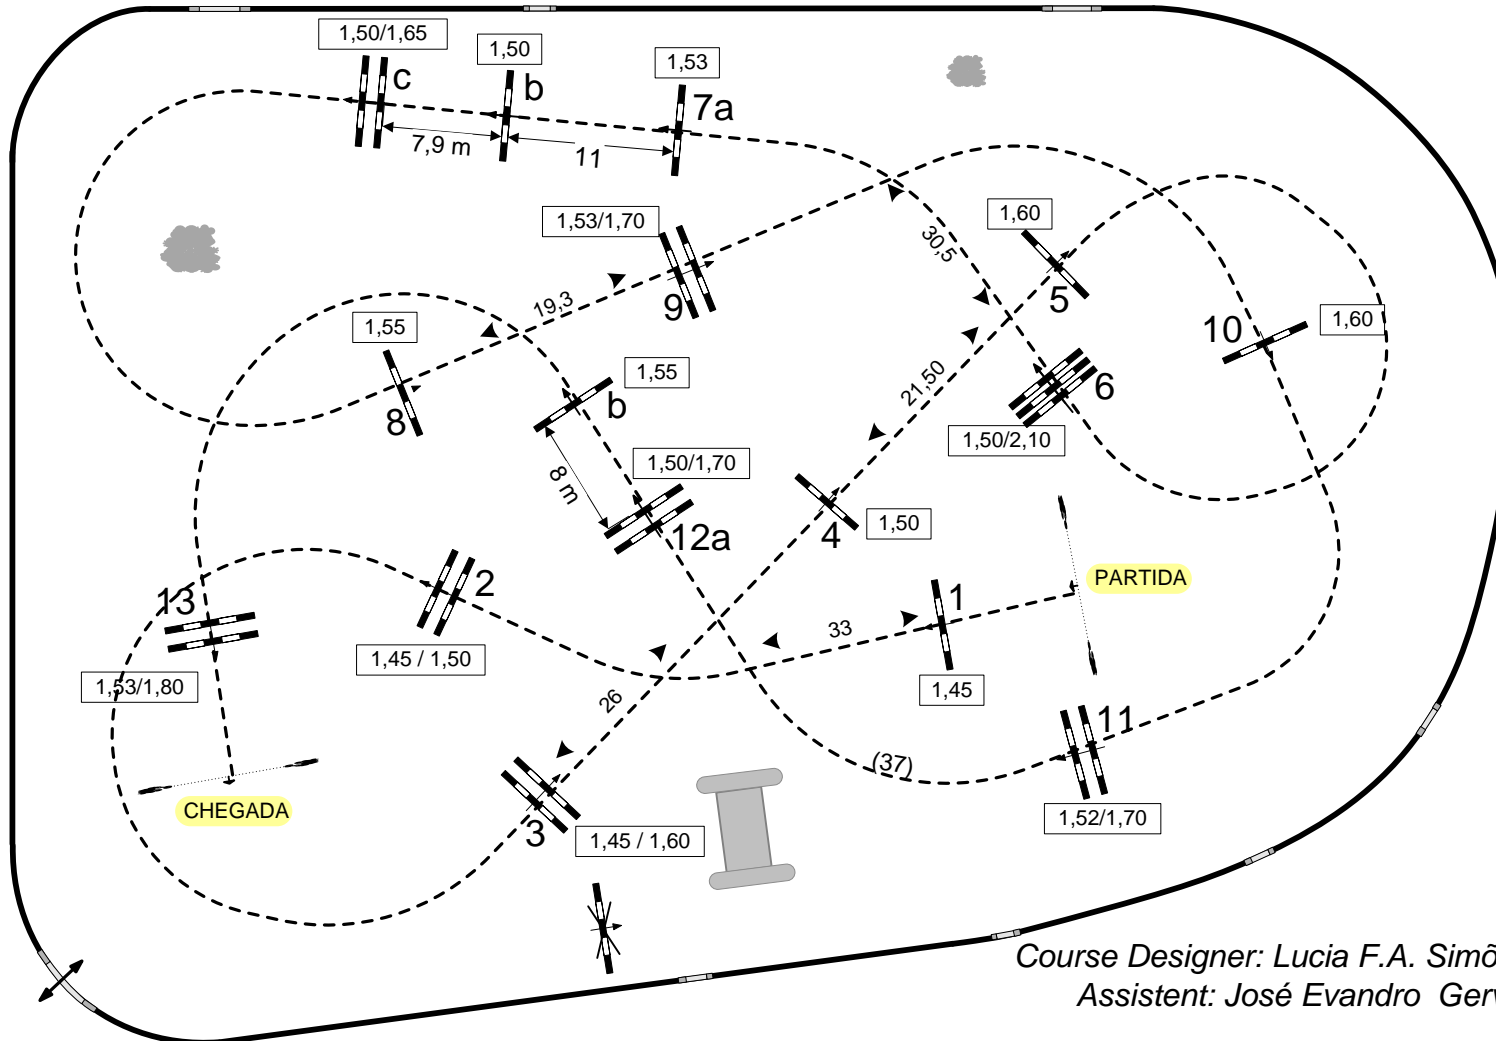 1,50/1,65
1,50
1,53
c
b
7a
7,9 m
11
1,53/1,70
1,60
30,5
5
9
19,3
10
1,60
1,55
1,55
8
b
21,50
6
1,50/2,10
8 m
1,50/1,70
12a
4
1,50
PARTIDA
2
1
13
33
1,45 / 1,50
1,45
1,53/1,80
26
11
(37)
CHEGADA
3
1,52/1,70
1,45 / 1,60
Course Designer: Lucia F.A. Simõ
Assistent: José Evandro Gerv